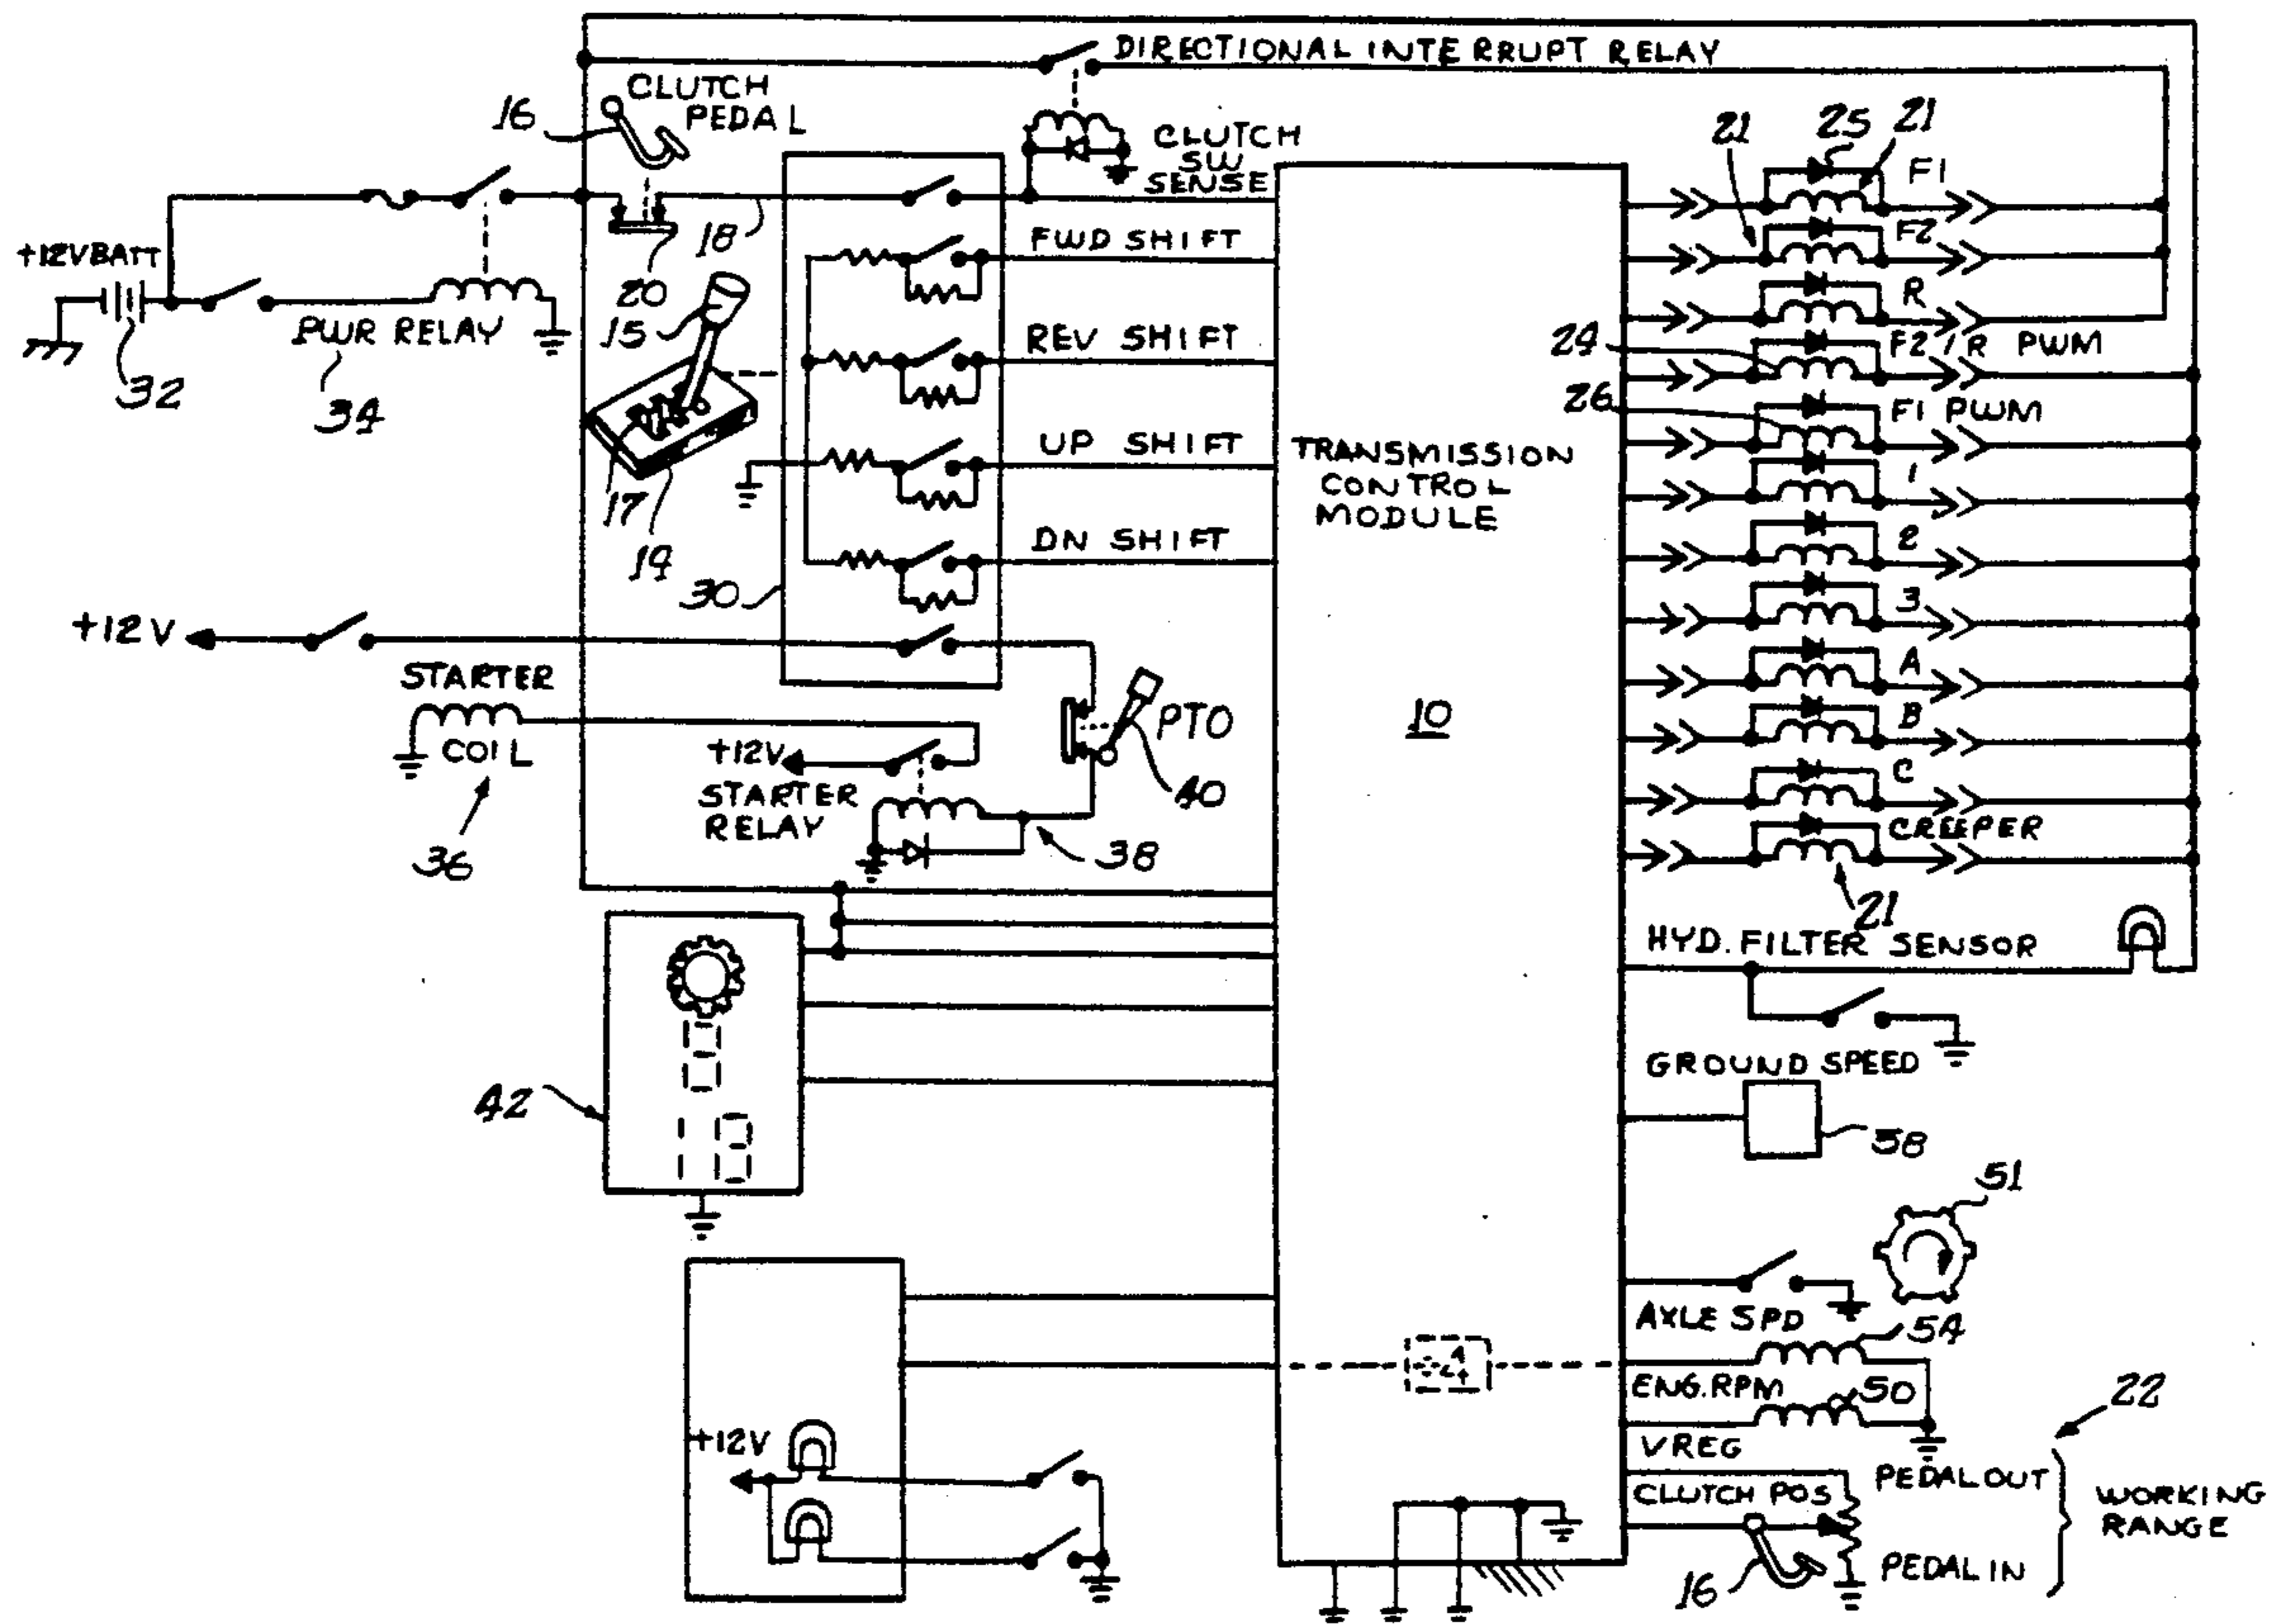 DIRECTIONAL INTERRUPT RELAY
CLUTCH
PEDAL
16
CLUTCH
SW
SENSE
21
25
21
F1
18
20
FWD SHIFT
F2
+12VBATT
15
R
PWR RELAY
REV SHIFT
24
F2/R PWM
32
34
26
F1 PWM
UP SHIFT
TRANSMISSION
CONTROL
MODULE
1
17
19
DN SHIFT
2
30
3
+12V
STARTER
COIL
36
A
10
PTO
B
+12V
STARTER
RELAY
40
C
38
CREEPER
21
HYD. FILTER SENSOR
GROUND SPEED
42
58
51
AXLE SPD
54
ENG. RPM
50
22
+12V
VREG
PEDAL OUT
CLUTCH POS
WORKING
RANGE
16
PEDAL IN